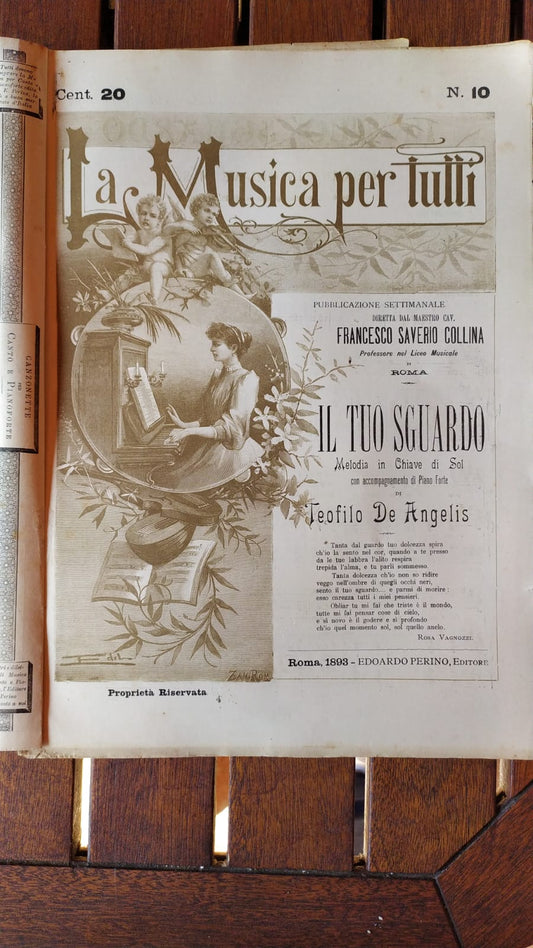 Cent. 20
N. 10
La Musica per tutti
PUBBLICAZIONE SETTIMANALE
DIRETTA DAL MAESTRO CAV.
FRANCESCO SAVERIO COLLINA
Professore nel Liceo Musicale
DI
ROMA
IL TUO SGUARDO
Melodia in Chiave di Sol
con accompagnamento di Piano Forte
DI
Teofilo De Angelis
Tanta dal guardo tuo dolcezza spira
ch'io la sento nel cor, quando a te presso
da le tue labbra l'alito respira
trepida l'alma, e tu parli sommesso.
Tanta dolcezza ch'io non so ridire
veggo nell'ombre di quegli occhi neri,
sento il tuo sguardo... e parmi di morire:
esso carezza tutti i miei pensieri.
Obliar tu mi fai che triste è il mondo,
tutte mi fai pensar cose di cielo,
e sì novo è il godere e sì profondo
ch'io quel momento sol, sol quello anelo.
ROSA VAGNOZZI.
Roma, 1893 - EDOARDO PERINO, EDITORE
Proprietà Riservata
CANZONETTE
PER
CANTO E PIANOFORTE